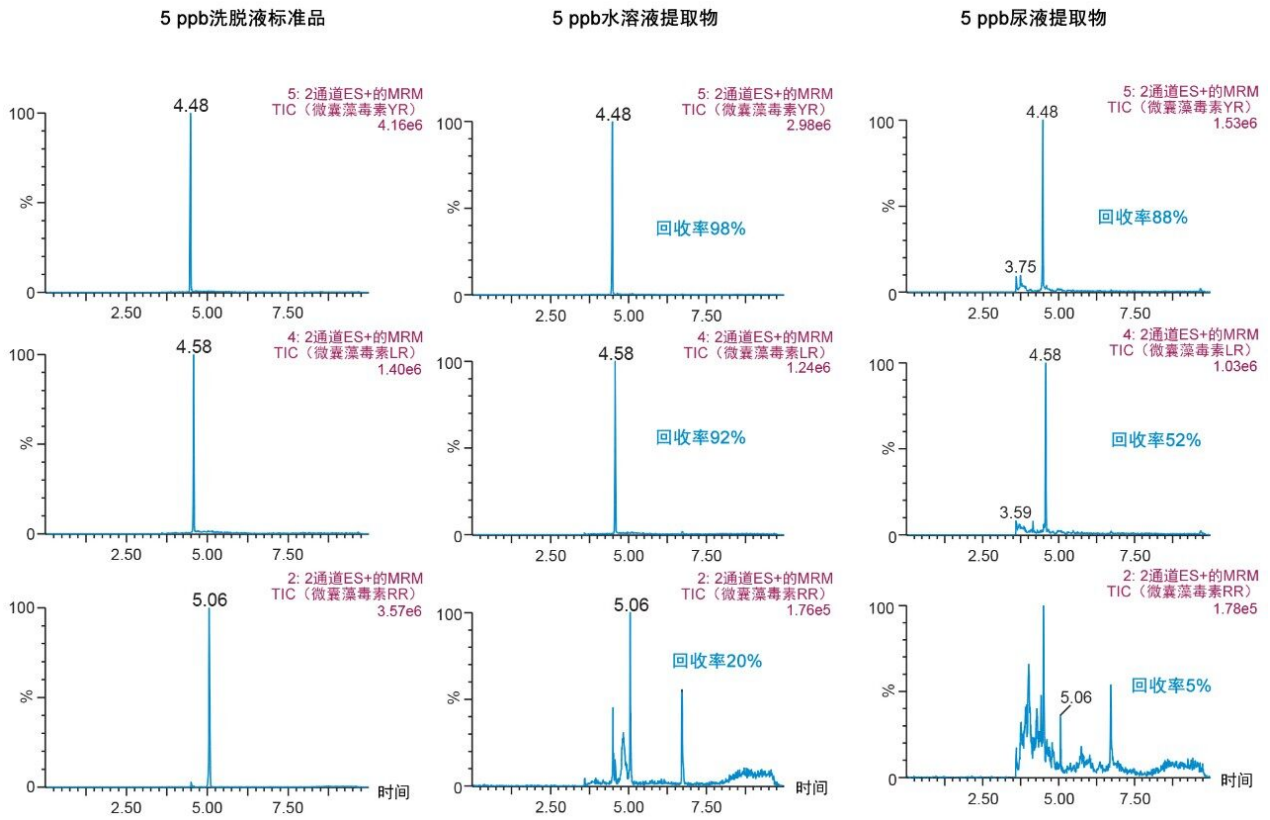 5 ppb洗脱液标准品
5 ppb水溶液提取物
5 ppb尿液提取物
5: 2通道ES+的MRM
TIC（微囊藻毒素YR）
4.16e6
100
4.48
%
0
2.50
5.00
7.50
5: 2通道ES+的MRM
TIC（微囊藻毒素YR）
2.98e6
100
4.48
%
回收率98%
0
2.50
5.00
7.50
5: 2通道ES+的MRM
TIC（微囊藻毒素YR）
1.53e6
100
4.48
%
回收率88%
3.75
0
2.50
5.00
7.50
4: 2通道ES+的MRM
TIC（微囊藻毒素LR）
1.40e6
100
4.58
%
0
2.50
5.00
7.50
4: 2通道ES+的MRM
TIC（微囊藻毒素LR）
1.24e6
100
4.58
%
回收率92%
0
2.50
5.00
7.50
4: 2通道ES+的MRM
TIC（微囊藻毒素LR）
1.03e6
100
4.58
%
回收率52%
3.59
0
2.50
5.00
7.50
2: 2通道ES+的MRM
TIC（微囊藻毒素RR）
3.57e6
100
5.06
%
0
2.50
5.00
7.50
时间
2: 2通道ES+的MRM
TIC（微囊藻毒素RR）
1.76e5
100
5.06
%
回收率20%
0
2.50
5.00
7.50
时间
2: 2通道ES+的MRM
TIC（微囊藻毒素RR）
1.78e5
100
%
回收率5%
5.06
0
2.50
5.00
7.50
时间